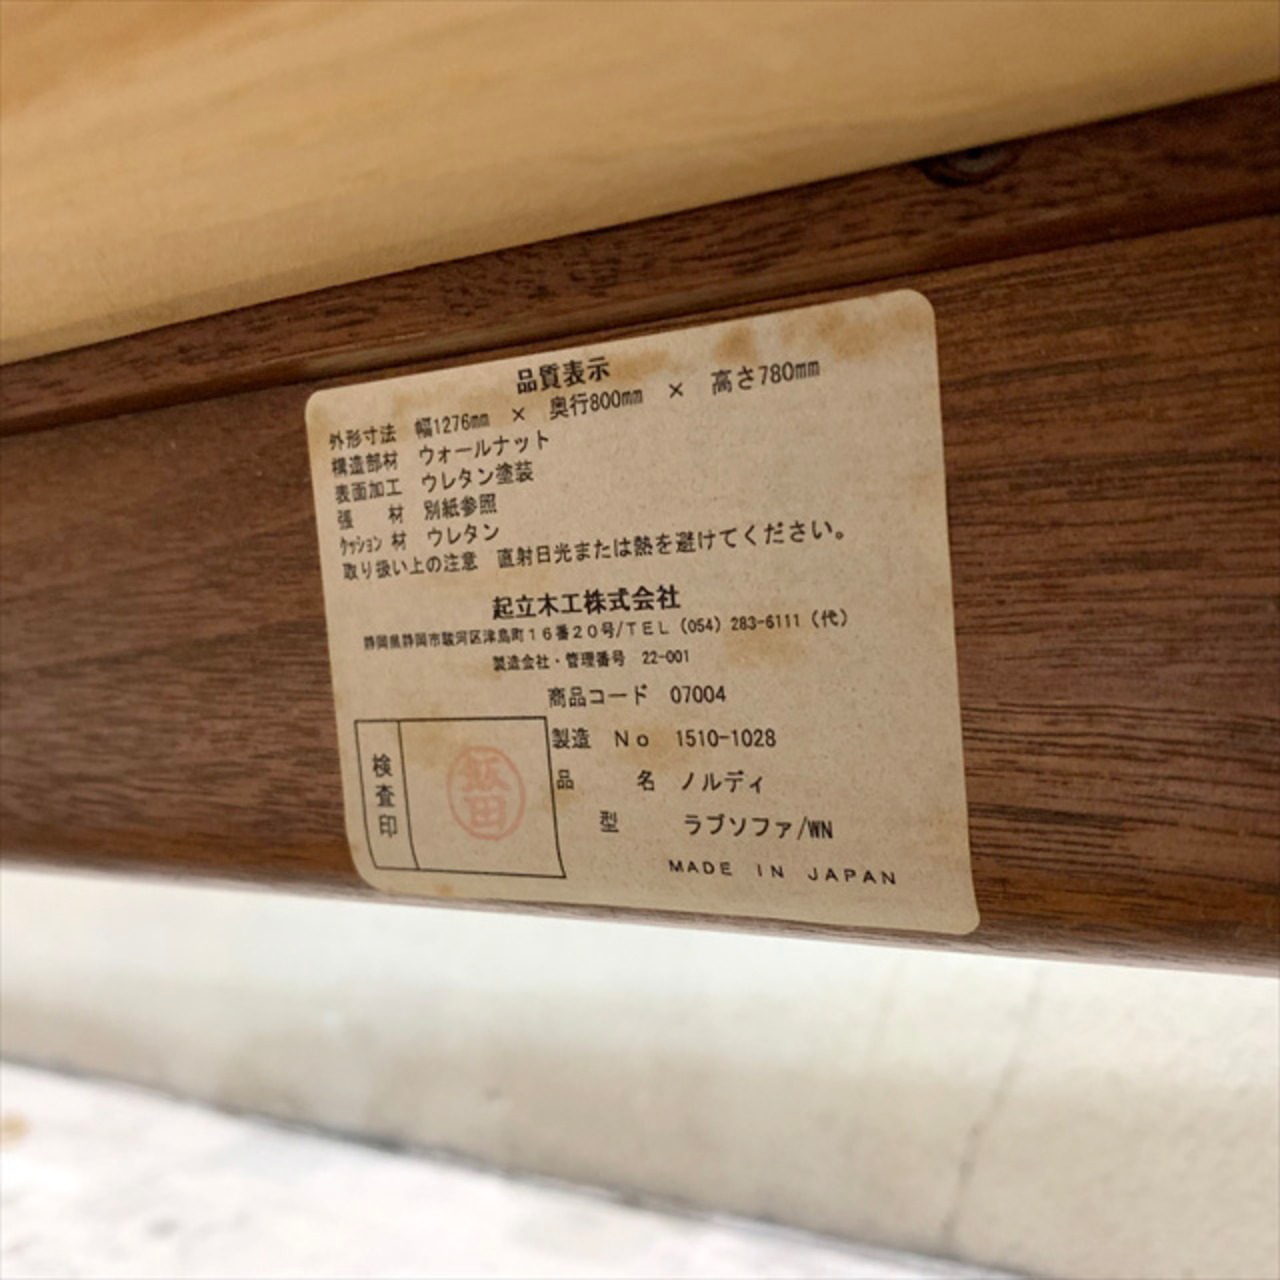 品質表示
外形寸法 幅1276mm × 奥行800mm × 高さ780mm
構造部材 ウォールナット
表面加工 ウレタン塗装
張 材 別紙参照
クッション材 ウレタン
取り扱い上の注意 直射日光または熱を避けてください。
起立木工株式会社
静岡県静岡市駿河区津島町16番20号/TEL (054) 283-6111 (代)
製造会社・管理番号 22-001
商品コード 07004
製造 No 1510-1028
品 名 ノルディ
型 ラブソファ/WN
MADE IN JAPAN
検査印
飯田